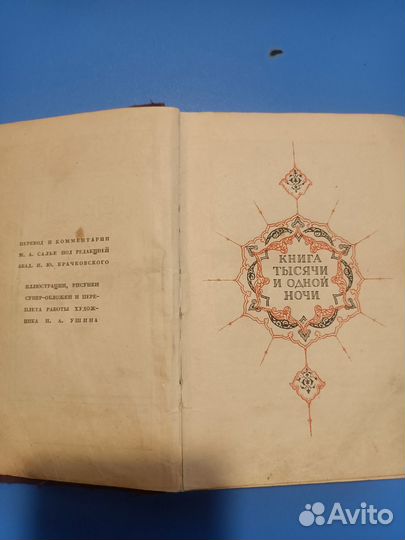 ПЕРЕВОД И КОММЕНТАРИИ
М. А. САЛЬЕ ПОД РЕДАКЦИЕЙ
АКАД. И. Ю. КРАЧКОВСКОГО
ИЛЛЮСТРАЦИИ, РИСУНКИ
СУПЕР-ОБЛОЖЕК И ПЕРЕ-
ПЛЕТА РАБОТЫ ХУДОЖ-
НИКА Н. А. УШИНА
КНИГА
ТЫСЯЧИ
И ОДНОЙ
НОЧИ
Avito